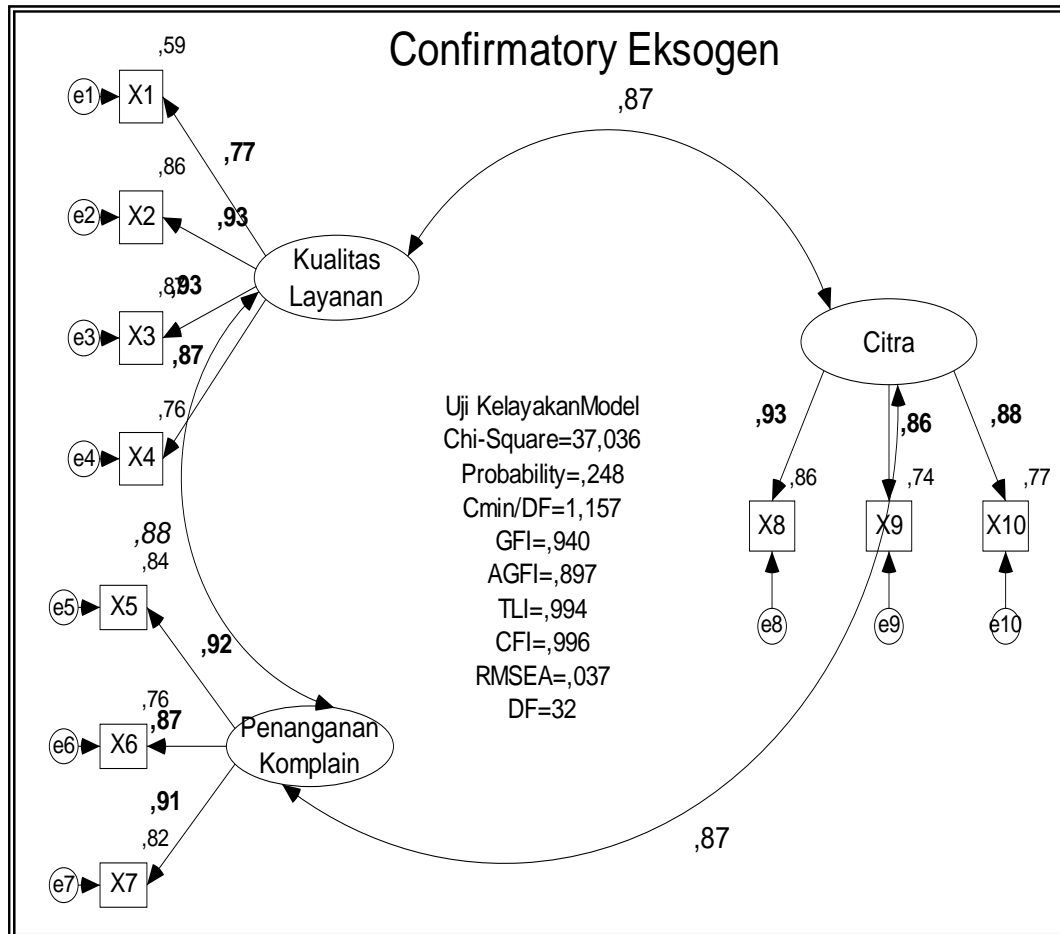 Confirmatory Eksogen
,59
e1
X1
,77
,87
,86
e2
X2
,93
Kualitas
Layanan
,93
e3
X3
,87
Citra
,76
e4
X4
,88
,84
e5
X5
,92
,76
,87
e6
X6
Penanganan
Komplain
,91
,82
e7
X7
Uji KelayakanModel
Chi-Square=37,036
Probability=,248
Cmin/DF=1,157
GFI=,940
AGFI=,897
TLI=,994
CFI=,996
RMSEA=,037
DF=32
,93
,86
,88
,86
,74
,77
X8
X9
X10
e8
e9
e10
,87